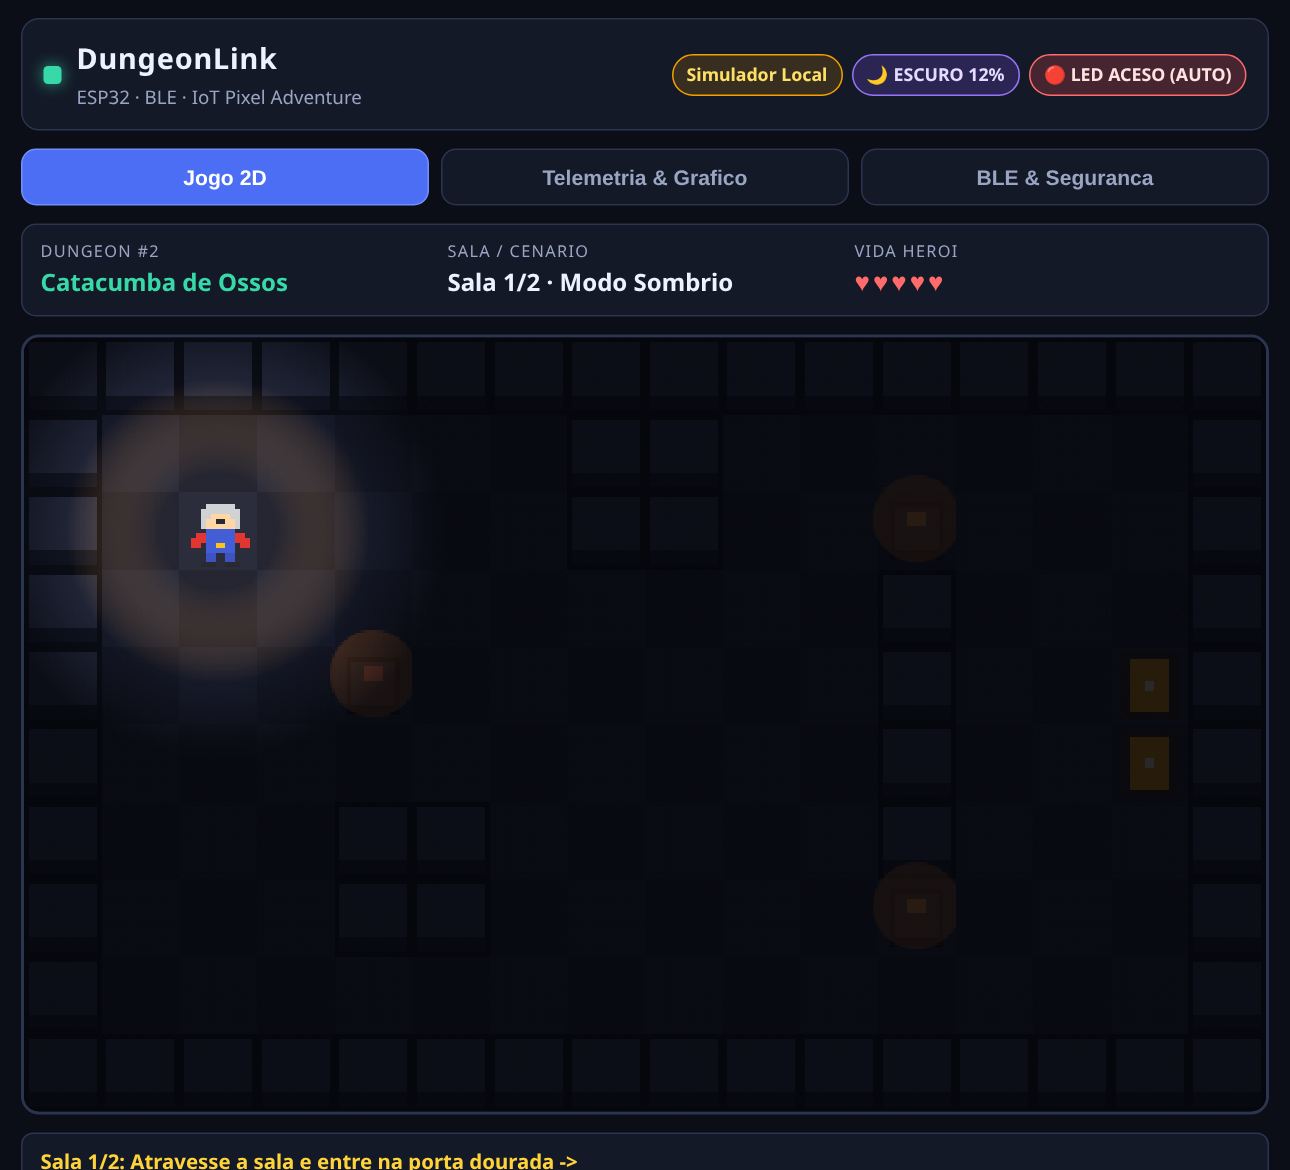 DungeonLink
ESP32 · BLE · IoT Pixel Adventure
Simulador Local
🌙 ESCURO 12%
🔴 LED ACESO (AUTO)
Jogo 2D
Telemetria & Grafico
BLE & Seguranca
DUNGEON #2
Catacumba de Ossos
SALA / CENARIO
Sala 1/2 · Modo Sombrio
VIDA HEROI
♥♥♥♥♥
Sala 1/2: Atravesse a sala e entre na porta dourada ->